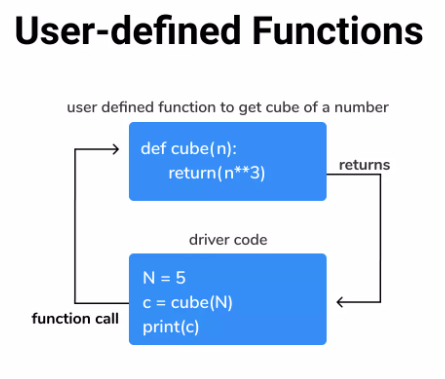 User-defined Functions
user defined function to get cube of a number
def cube(n):
return(n**3)
returns
driver code
N = 5
c = cube(N)
print(c)
function call